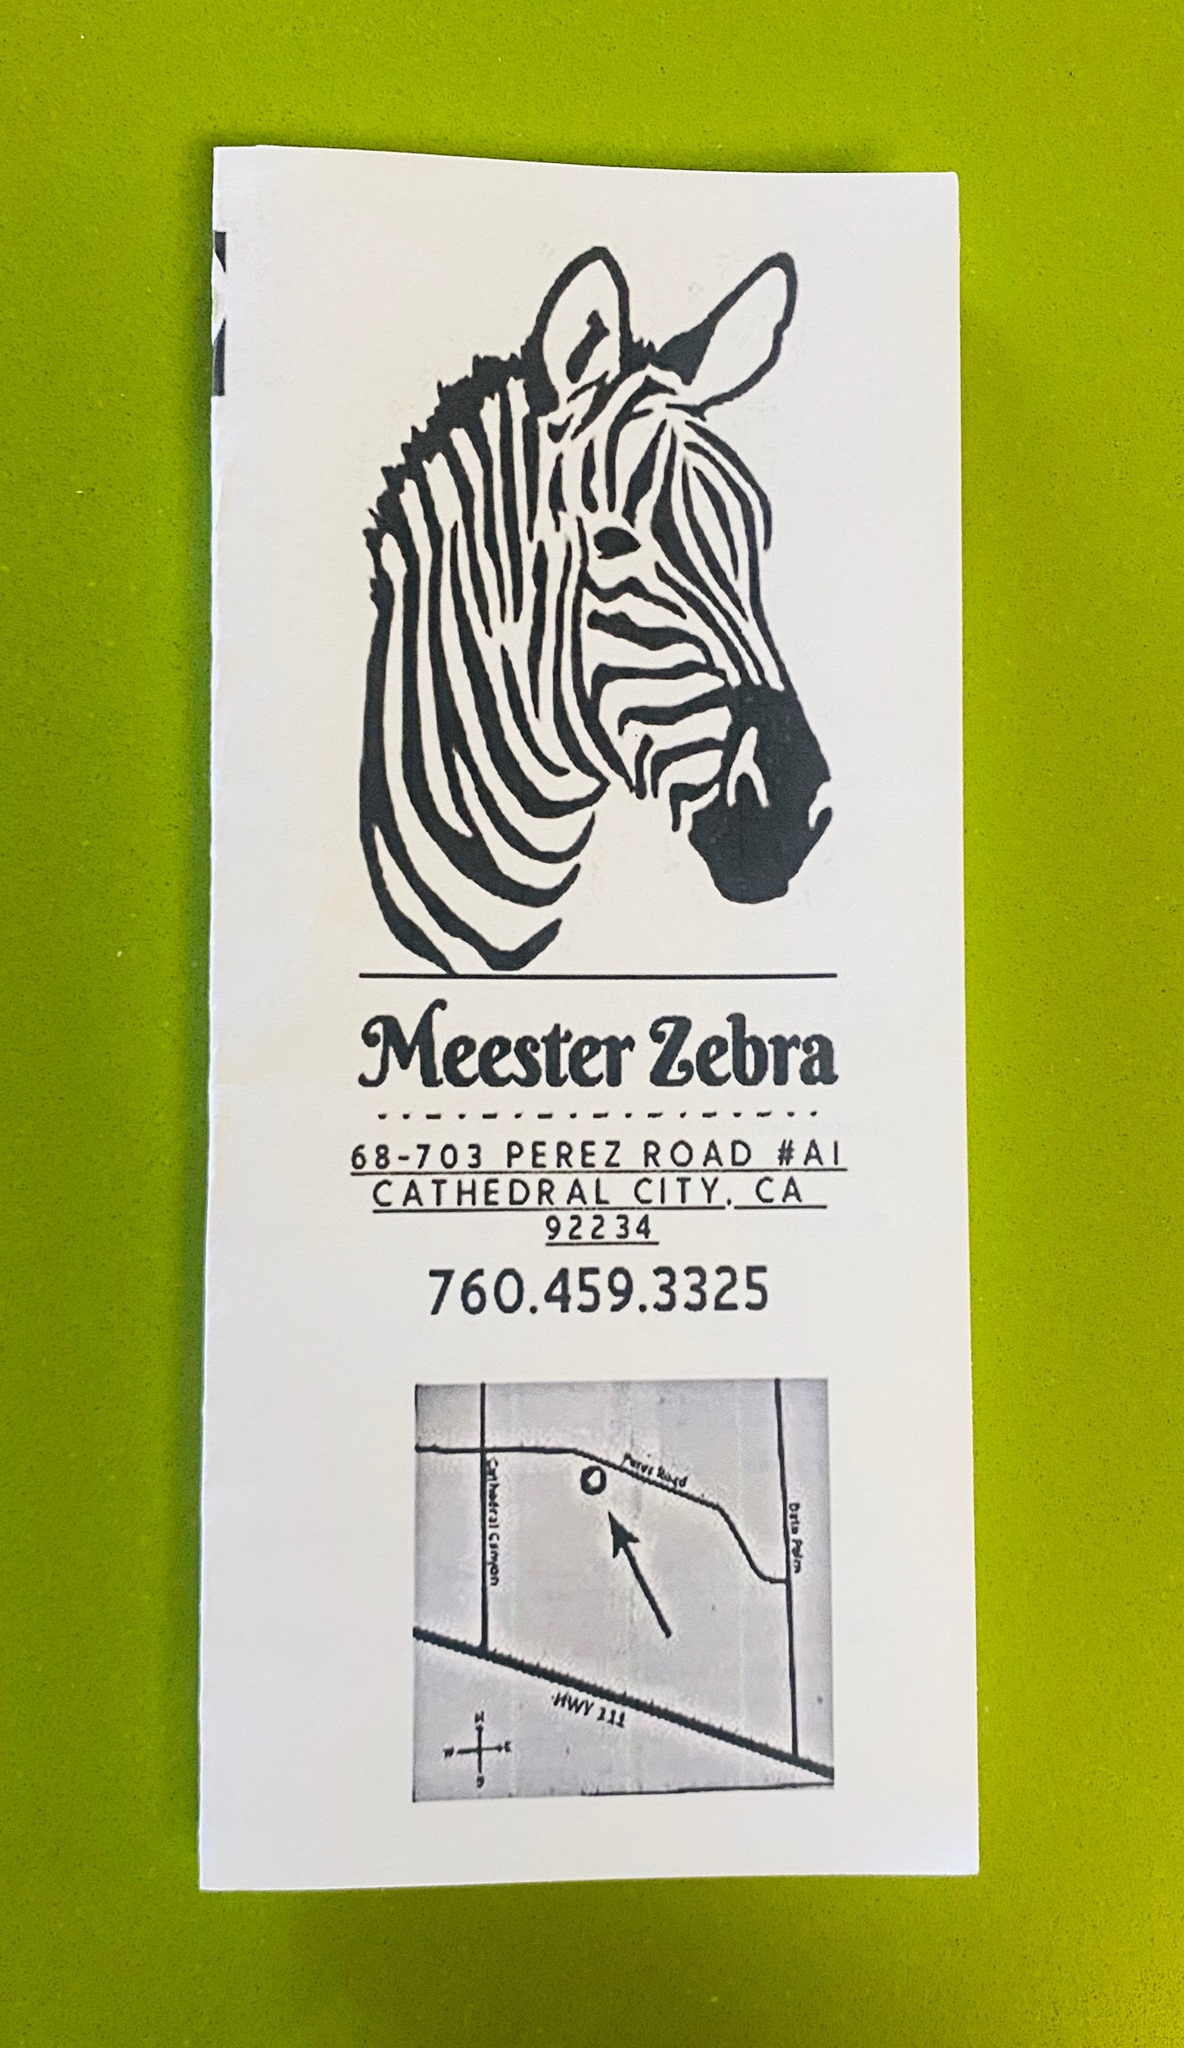 Meester Zebra
68-703 PEREZ ROAD #A1
CATHEDRAL CITY, CA
92234
760.459.3325
Perez Road
Cathedral Canyon
Date Palm
HWY 111
N
W E
S